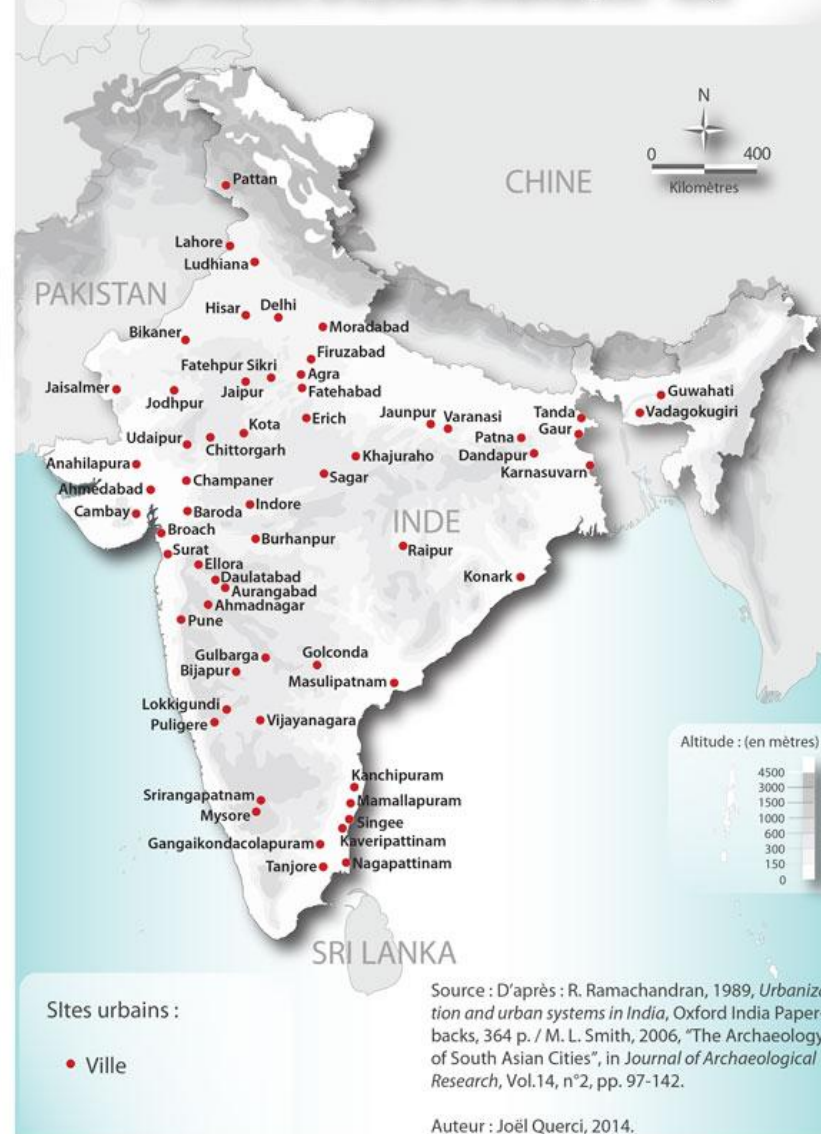 N
0 400
Kilomètres
CHINE
Pattan
Lahore
Ludhiana
PAKISTAN
Hisar
Delhi
Bikaner
Moradabad
Firuzabad
Fatehpur Sikri
Agra
Jaisalmer
Jodhpur
Jaipur
Fatehabad
Guwahati
Vadagokugiri
Erich
Jaunpur
Varanasi
Tanda
Gaur
Kota
Udaipur
Chittorgarh
Patna
Dandapur
Karnasuvarn
Anahilapura
Khajuraho
Ahmedabad
Champaner
Sagar
Cambay
Baroda
Indore
INDE
Broach
Burhanpur
Surat
Raipur
Ellora
Daulatabad
Konark
Aurangabad
Ahmadnagar
Pune
Gulbarga
Golconda
Bijapur
Masulipatnam
Lokkigundi
Puligere
Vijayanagara
Altitude : (en mètres)
4500
3000
1500
1000
600
300
150
0
Kanchipuram
Srirangapatnam
Mamallapuram
Mysore
Singee
Gangaikondacolapuram
Kaveripattinam
Tanjore
Nagapattinam
SRI LANKA
SItes urbains :
Ville
Source : D'après : R. Ramachandran, 1989, Urbaniza-
tion and urban systems in India, Oxford India Paper-
backs, 364 p. / M. L. Smith, 2006, "The Archaeology
of South Asian Cities", in Journal of Archaeological
Research, Vol.14, n°2, pp. 97-142.
Auteur : Joël Querci, 2014.